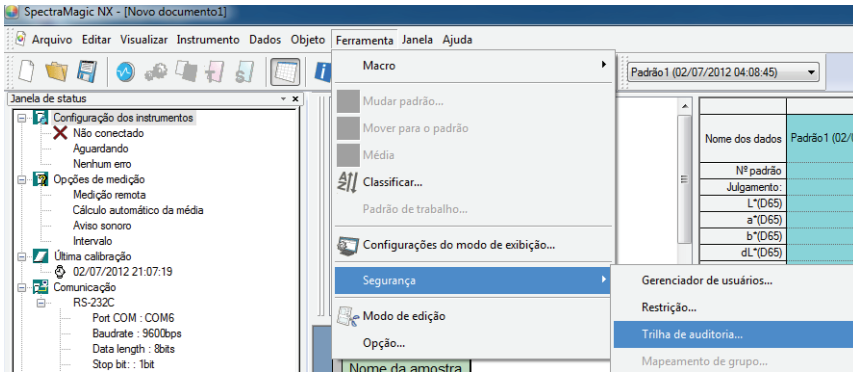 SpectraMagic NX - [Novo documento1]
Arquivo Editar Visualizar Instrumento Dados Objeto Ferramenta Janela Ajuda
Padrão1 (02/07/2012 04:08:45)
Janela de status
Configuração dos instrumentos
Não conectado
Aguardando
Nenhum erro
Opções de medição
Medição remota
Cálculo automático da média
Aviso sonoro
Intervalo
Última calibração
02/07/2012 21:07:19
Comunicação
RS-232C
Port COM : COM6
Baudrate : 9600bps
Data length : 8bits
Stop bit: : 1bit
Macro
Mudar padrão...
Mover para o padrão
Média
Classificar...
Padrão de trabalho...
Configurações do modo de exibição...
Segurança
Modo de edição
Opção...
Gerenciador de usuários...
Restrição...
Trilha de auditoria...
Mapeamento de grupo...
Nome da amostra
Nome dos dados Padrão1 (02/
Nº padrão
Julgamento:
L*(D65)
a*(D65)
b*(D65)
dL*(D65)